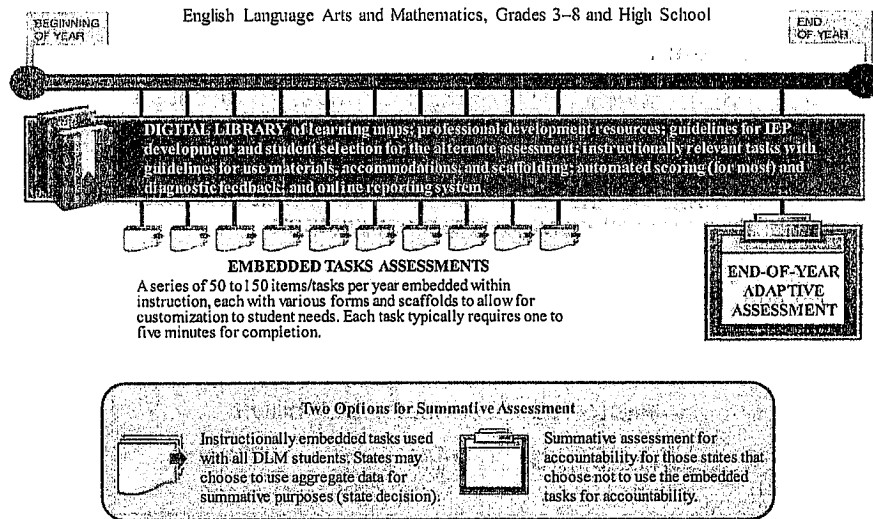 English Language Arts and Mathematics, Grades 3–8 and High School
BEGINNING
OF YEAR
END
OF YEAR
DIGITAL LIBRARY of learning maps; professional development resources; guidelines for IEP
development and student selection for the alternate assessment; instructionally relevant tasks with
guidelines for use materials, accommodations, and scaffolding; automated scoring (for most) and
diagnostic feedback; and online reporting system
EMBEDDED TASKS ASSESSMENTS
A series of 50 to 150 items/tasks per year embedded within
instruction, each with various forms and scaffolds to allow for
customization to student needs. Each task typically requires one to
five minutes for completion.
END-OF-YEAR
ADAPTIVE
ASSESSMENT
Two Options for Summative Assessment
Instructionally embedded tasks used
with all DLM students. States may
choose to use aggregate data for
summative purposes (state decision).
Summative assessment for
accountability for those states that
choose not to use the embedded
tasks for accountability.